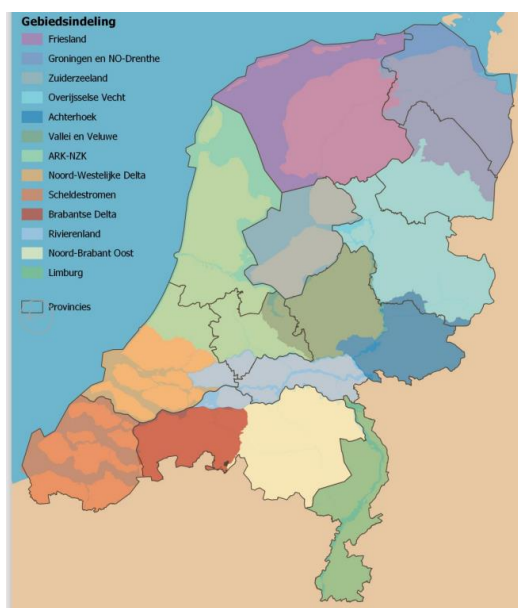 Gebiedsindeling
Friesland
Groningen en NO-Drenthe
Zuiderzeeland
Overijsselse Vecht
Achterhoek
Vallei en Veluwe
ARK-NZK
Noord-Westelijke Delta
Scheldestromen
Brabantse Delta
Rivierenland
Noord-Brabant Oost
Limburg
Provincies